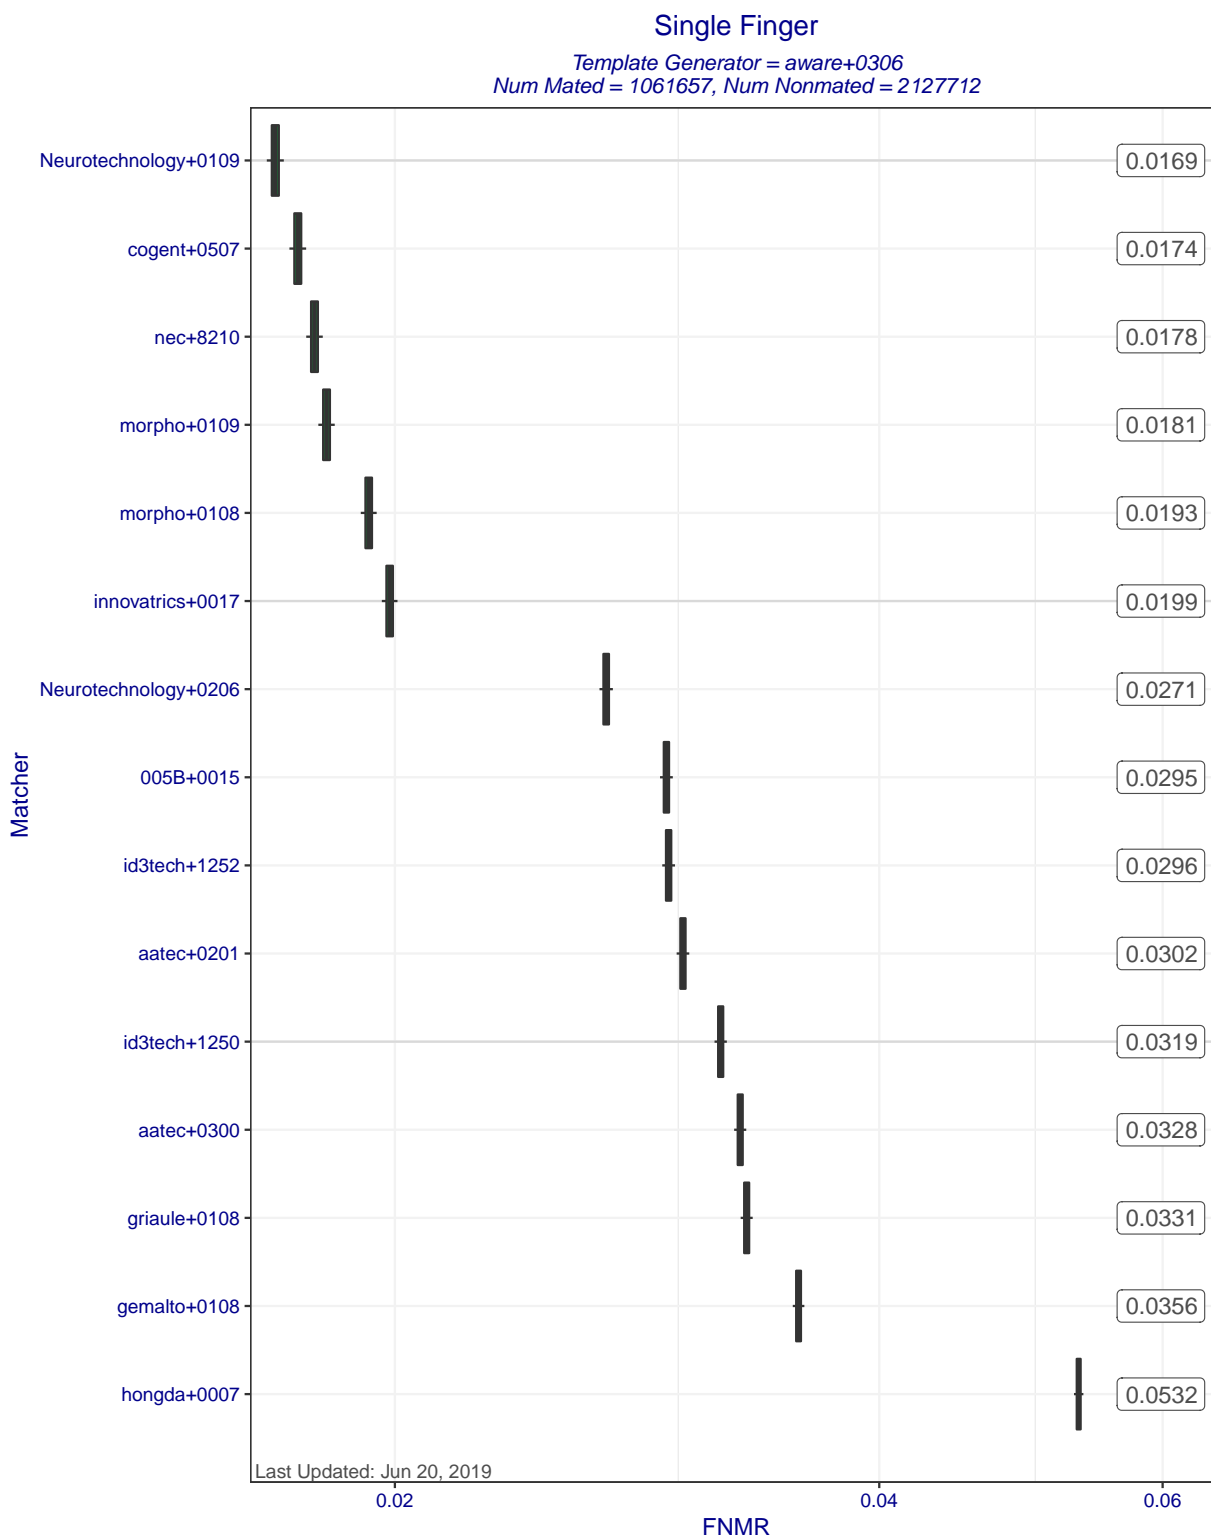 Single Finger
Template Generator = aware+0306
Num Mated = 1061657, Num Nonmated = 2127712
Matcher
Neurotechnology+0109 0.0169
cogent+0507 0.0174
nec+8210 0.0178
morpho+0109 0.0181
morpho+0108 0.0193
innovatrics+0017 0.0199
Neurotechnology+0206 0.0271
005B+0015 0.0295
id3tech+1252 0.0296
aatec+0201 0.0302
id3tech+1250 0.0319
aatec+0300 0.0328
griaule+0108 0.0331
gemalto+0108 0.0356
hongda+0007 0.0532
Last Updated: Jun 20, 2019
0.02 0.04 0.06
FNMR